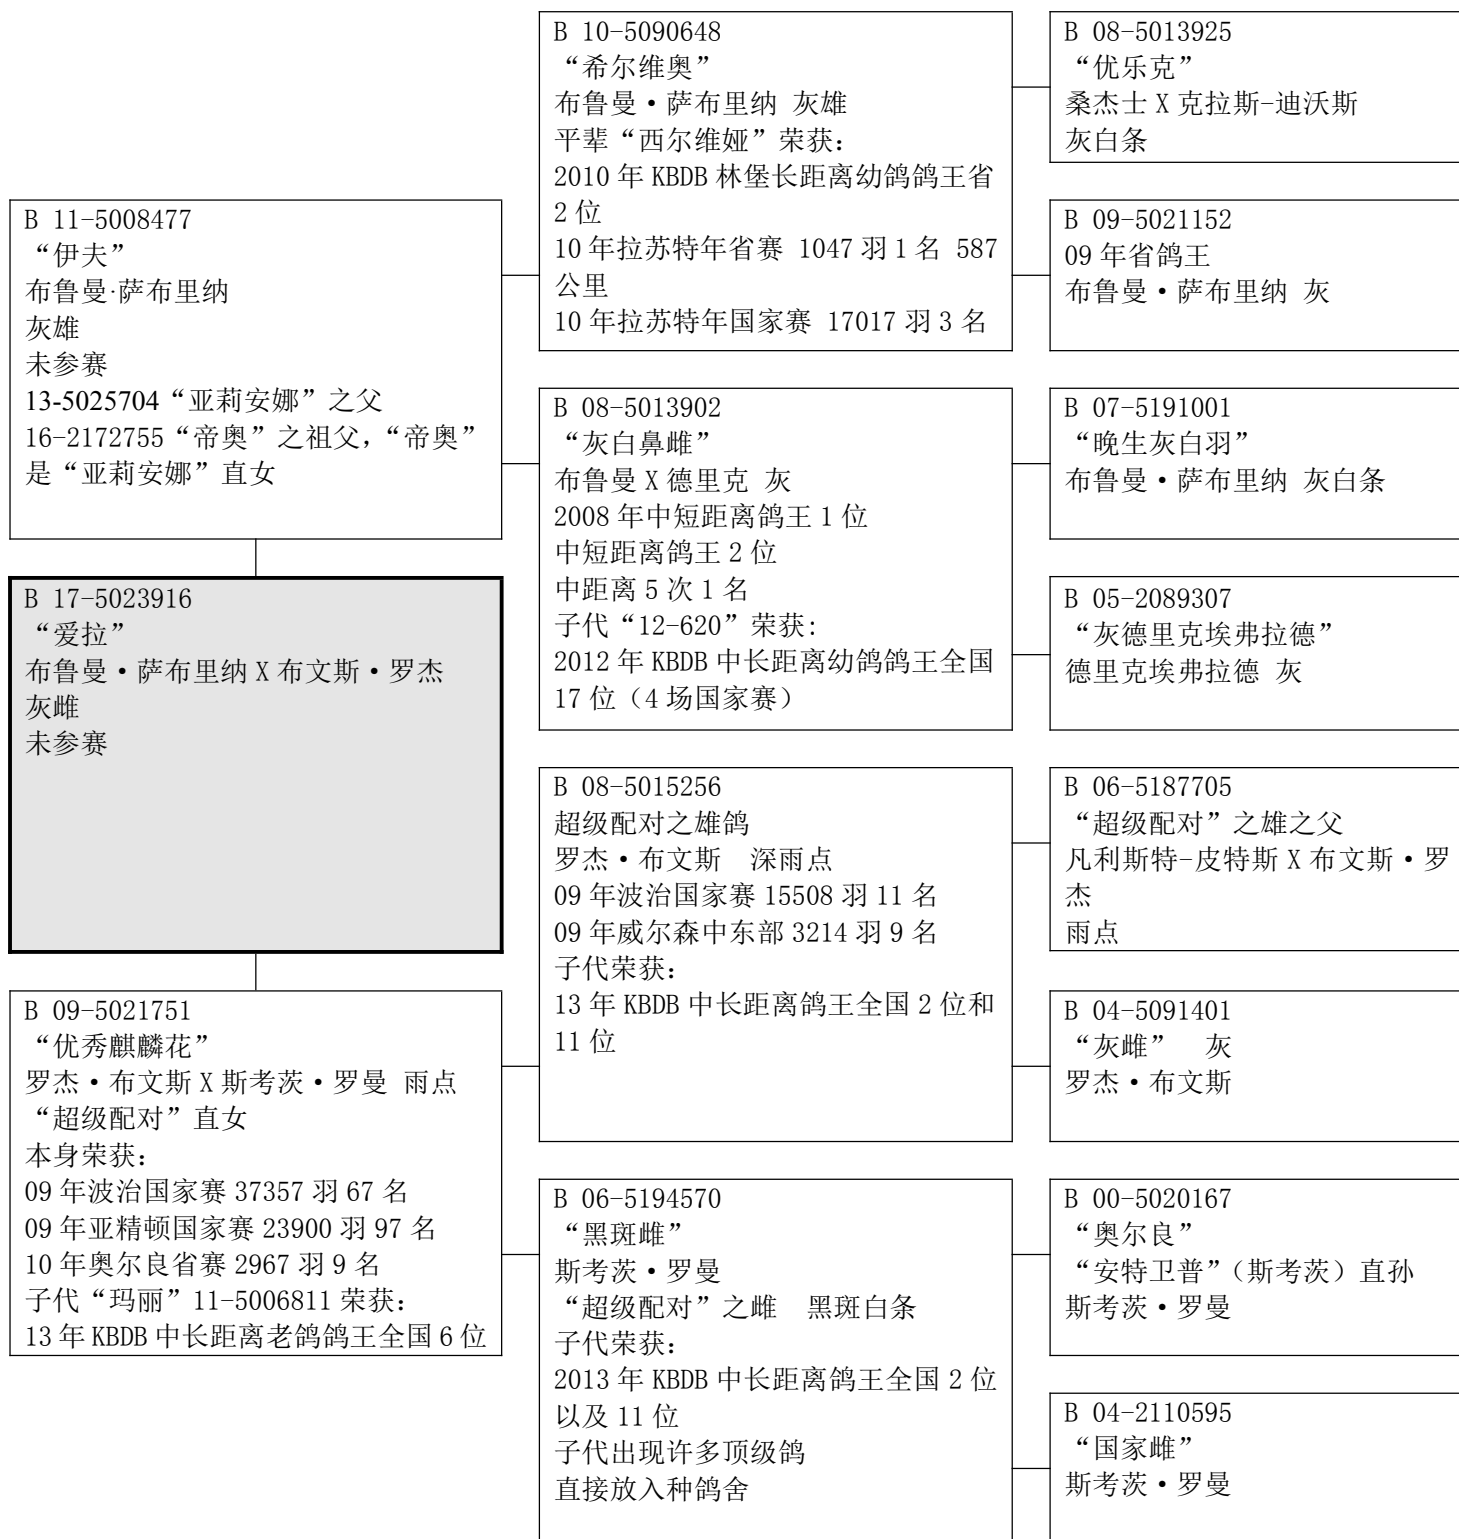 B 10-5090648
“希尔维奥”
布鲁曼•萨布里纳 灰雄
平辈“西尔维娅”荣获：
2010 年 KBDB 林堡长距离幼鸽鸽王省
2 位
10 年拉苏特年省赛 1047 羽 1 名 587
公里
10 年拉苏特年国家赛 17017 羽 3 名
B 08-5013925
“优乐克”
桑杰士 X 克拉斯-迪沃斯
灰白条
B 09-5021152
09 年省鸽王
布鲁曼•萨布里纳 灰
B 11-5008477
“伊夫”
布鲁曼·萨布里纳
灰雄
未参赛
13-5025704“亚莉安娜”之父
16-2172755“帝奥”之祖父，“帝奥”
是“亚莉安娜”直女
B 08-5013902
“灰白鼻雌”
布鲁曼 X 德里克 灰
2008 年中短距离鸽王 1 位
中短距离鸽王 2 位
中距离 5 次 1 名
子代“12-620”荣获:
2012 年 KBDB 中长距离幼鸽鸽王全国
17 位（4 场国家赛）
B 07-5191001
“晚生灰白羽”
布鲁曼•萨布里纳 灰白条
B 05-2089307
“灰德里克埃弗拉德”
德里克埃弗拉德 灰
B 17-5023916
“爱拉”
布鲁曼•萨布里纳 X 布文斯•罗杰
灰雌
未参赛
B 08-5015256
超级配对之雄鸽
罗杰•布文斯 深雨点
09 年波治国家赛 15508 羽 11 名
09 年威尔森中东部 3214 羽 9 名
子代荣获：
13 年 KBDB 中长距离鸽王全国 2 位和
11 位
B 06-5187705
“超级配对”之雄之父
凡利斯特-皮特斯 X 布文斯•罗
杰
雨点
B 04-5091401
“灰雌” 灰
罗杰•布文斯
B 09-5021751
“优秀麒麟花”
罗杰•布文斯 X 斯考茨•罗曼 雨点
“超级配对”直女
本身荣获：
09 年波治国家赛 37357 羽 67 名
09 年亚精顿国家赛 23900 羽 97 名
10 年奥尔良省赛 2967 羽 9 名
子代“玛丽”11-5006811 荣获：
13 年 KBDB 中长距离老鸽鸽王全国 6 位
B 06-5194570
“黑斑雌”
斯考茨•罗曼
“超级配对”之雌 黑斑白条
子代荣获：
2013 年 KBDB 中长距离鸽王全国 2 位
以及 11 位
子代出现许多顶级鸽
直接放入种鸽舍
B 00-5020167
“奥尔良”
“安特卫普”（斯考茨）直孙
斯考茨•罗曼
B 04-2110595
“国家雌”
斯考茨•罗曼